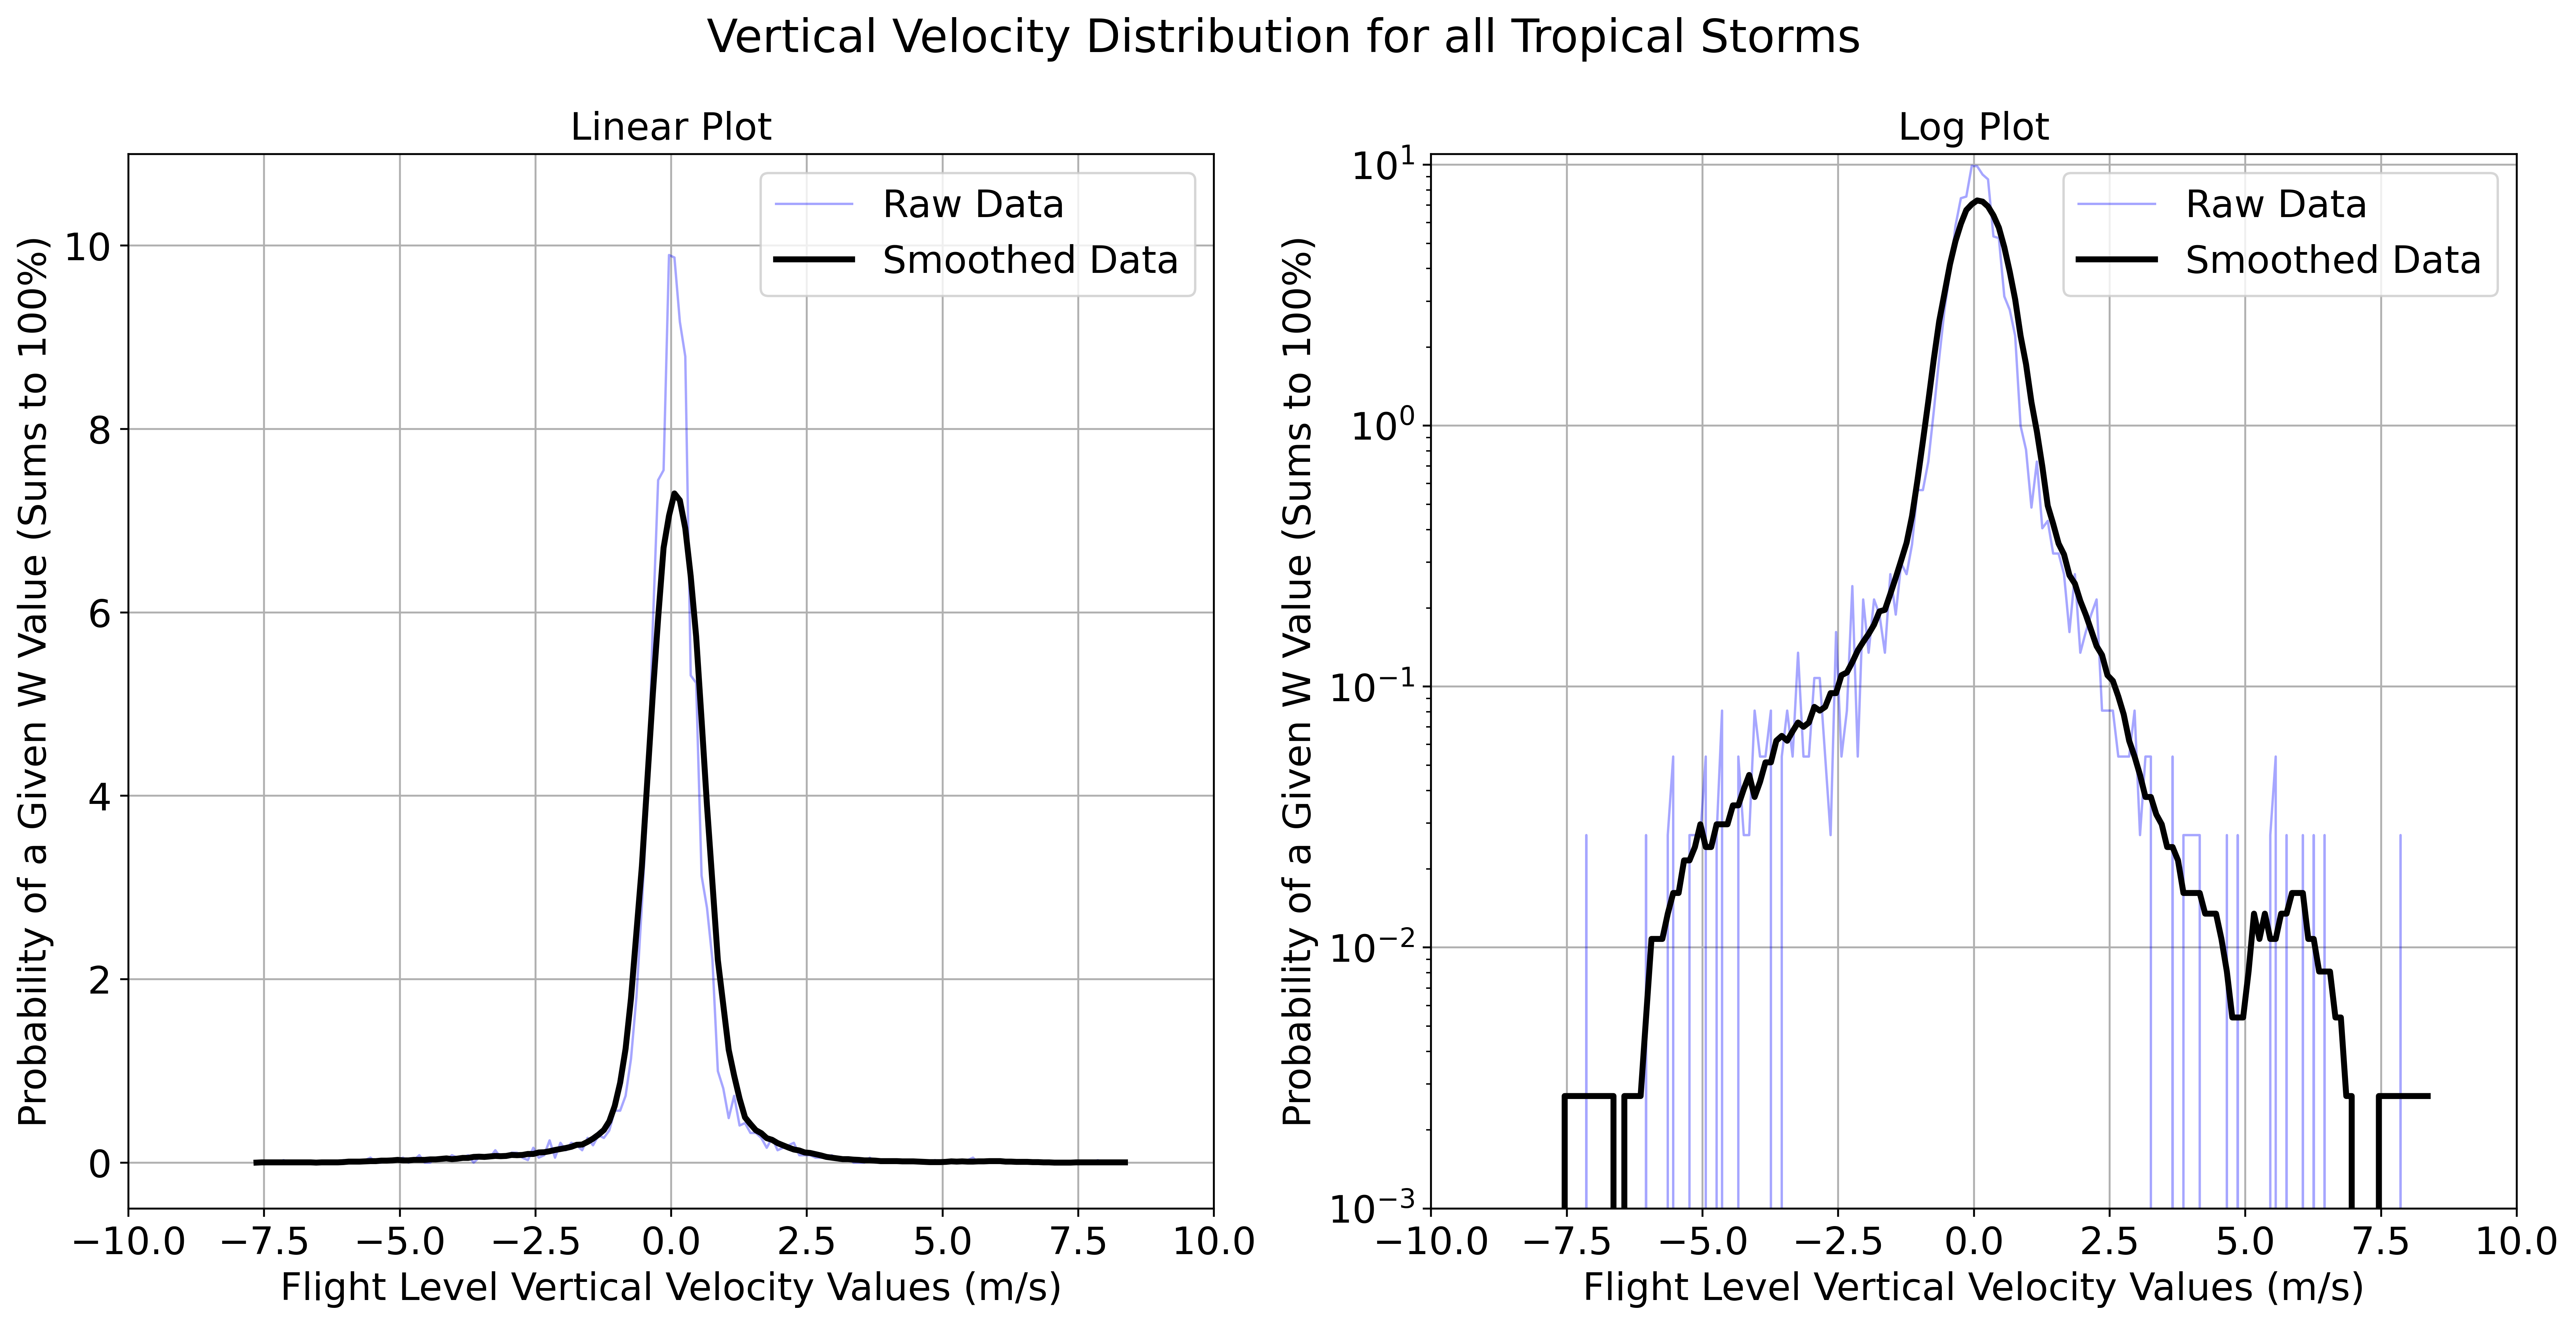 Vertical Velocity Distribution for all Tropical Storms
Linear Plot
Probability of a Given W Value (Sums to 100%)
10
8
6
4
2
0
Raw Data
Smoothed Data
−10.0 −7.5 −5.0 −2.5 0.0 2.5 5.0 7.5 10.0
Flight Level Vertical Velocity Values (m/s)
Log Plot
Probability of a Given W Value (Sums to 100%)
10¹
10⁰
10⁻¹
10⁻²
10⁻³
Raw Data
Smoothed Data
−10.0 −7.5 −5.0 −2.5 0.0 2.5 5.0 7.5 10.0
Flight Level Vertical Velocity Values (m/s)